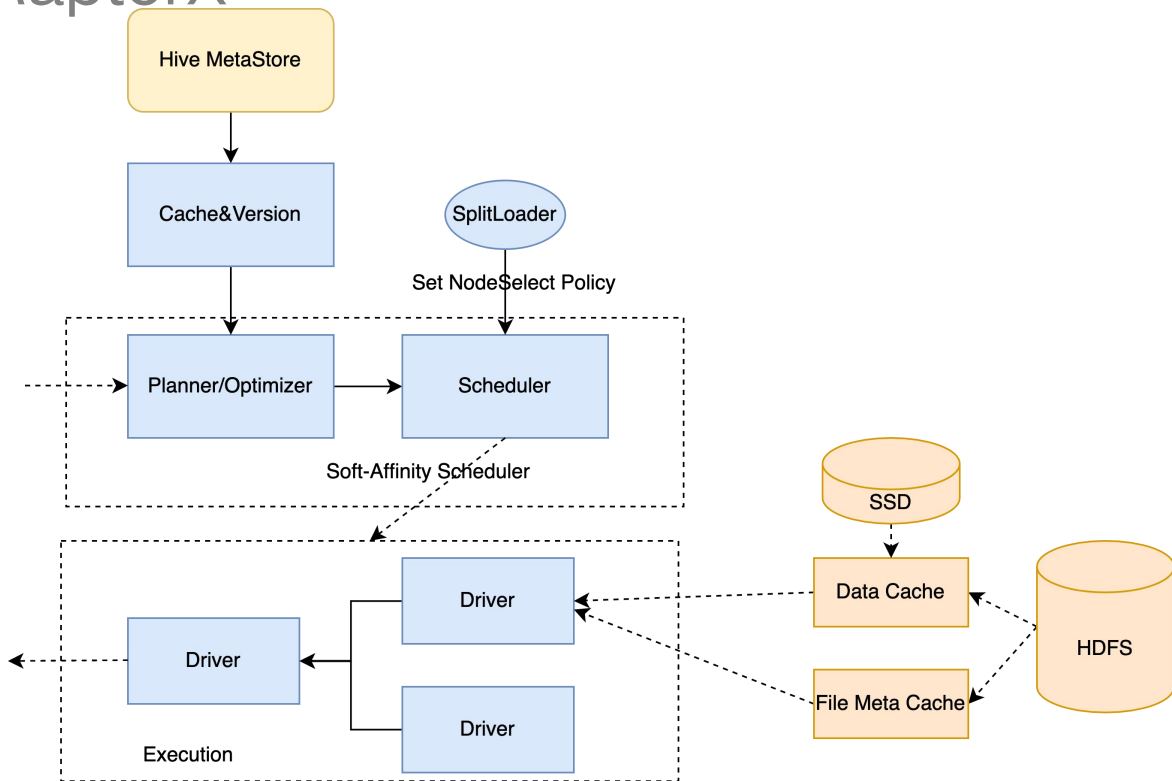 Hive MetaStore
Cache&Version
SplitLoader
Set NodeSelect Policy
Planner/Optimizer
Scheduler
Soft-Affinity Scheduler
SSD
Driver
Data Cache
HDFS
Driver
File Meta Cache
Driver
Execution